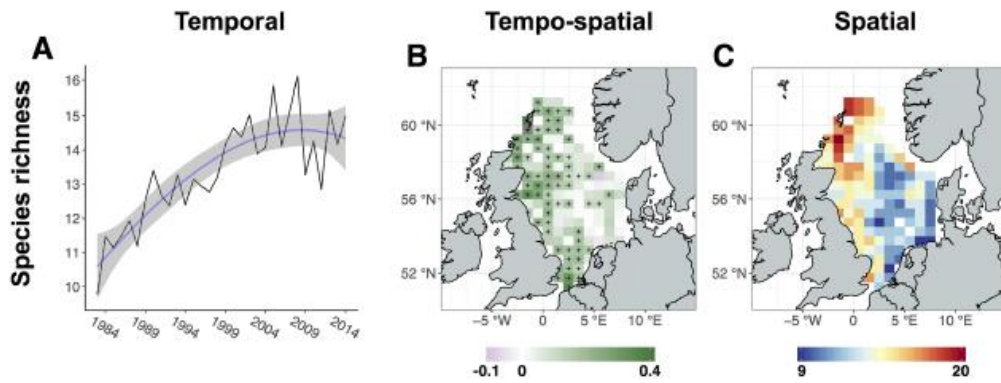 Temporal
Tempo-spatial
Spatial
A
B
C
Species richness
16
15
14
13
12
11
10
1984
1989
1994
1999
2004
2009
2014
60 °N
56 °N
52 °N
−5 °W
0
5 °E
10 °E
-0.1
0
0.4
60 °N
56 °N
52 °N
−5 °W
0
5 °E
10 °E
9
20